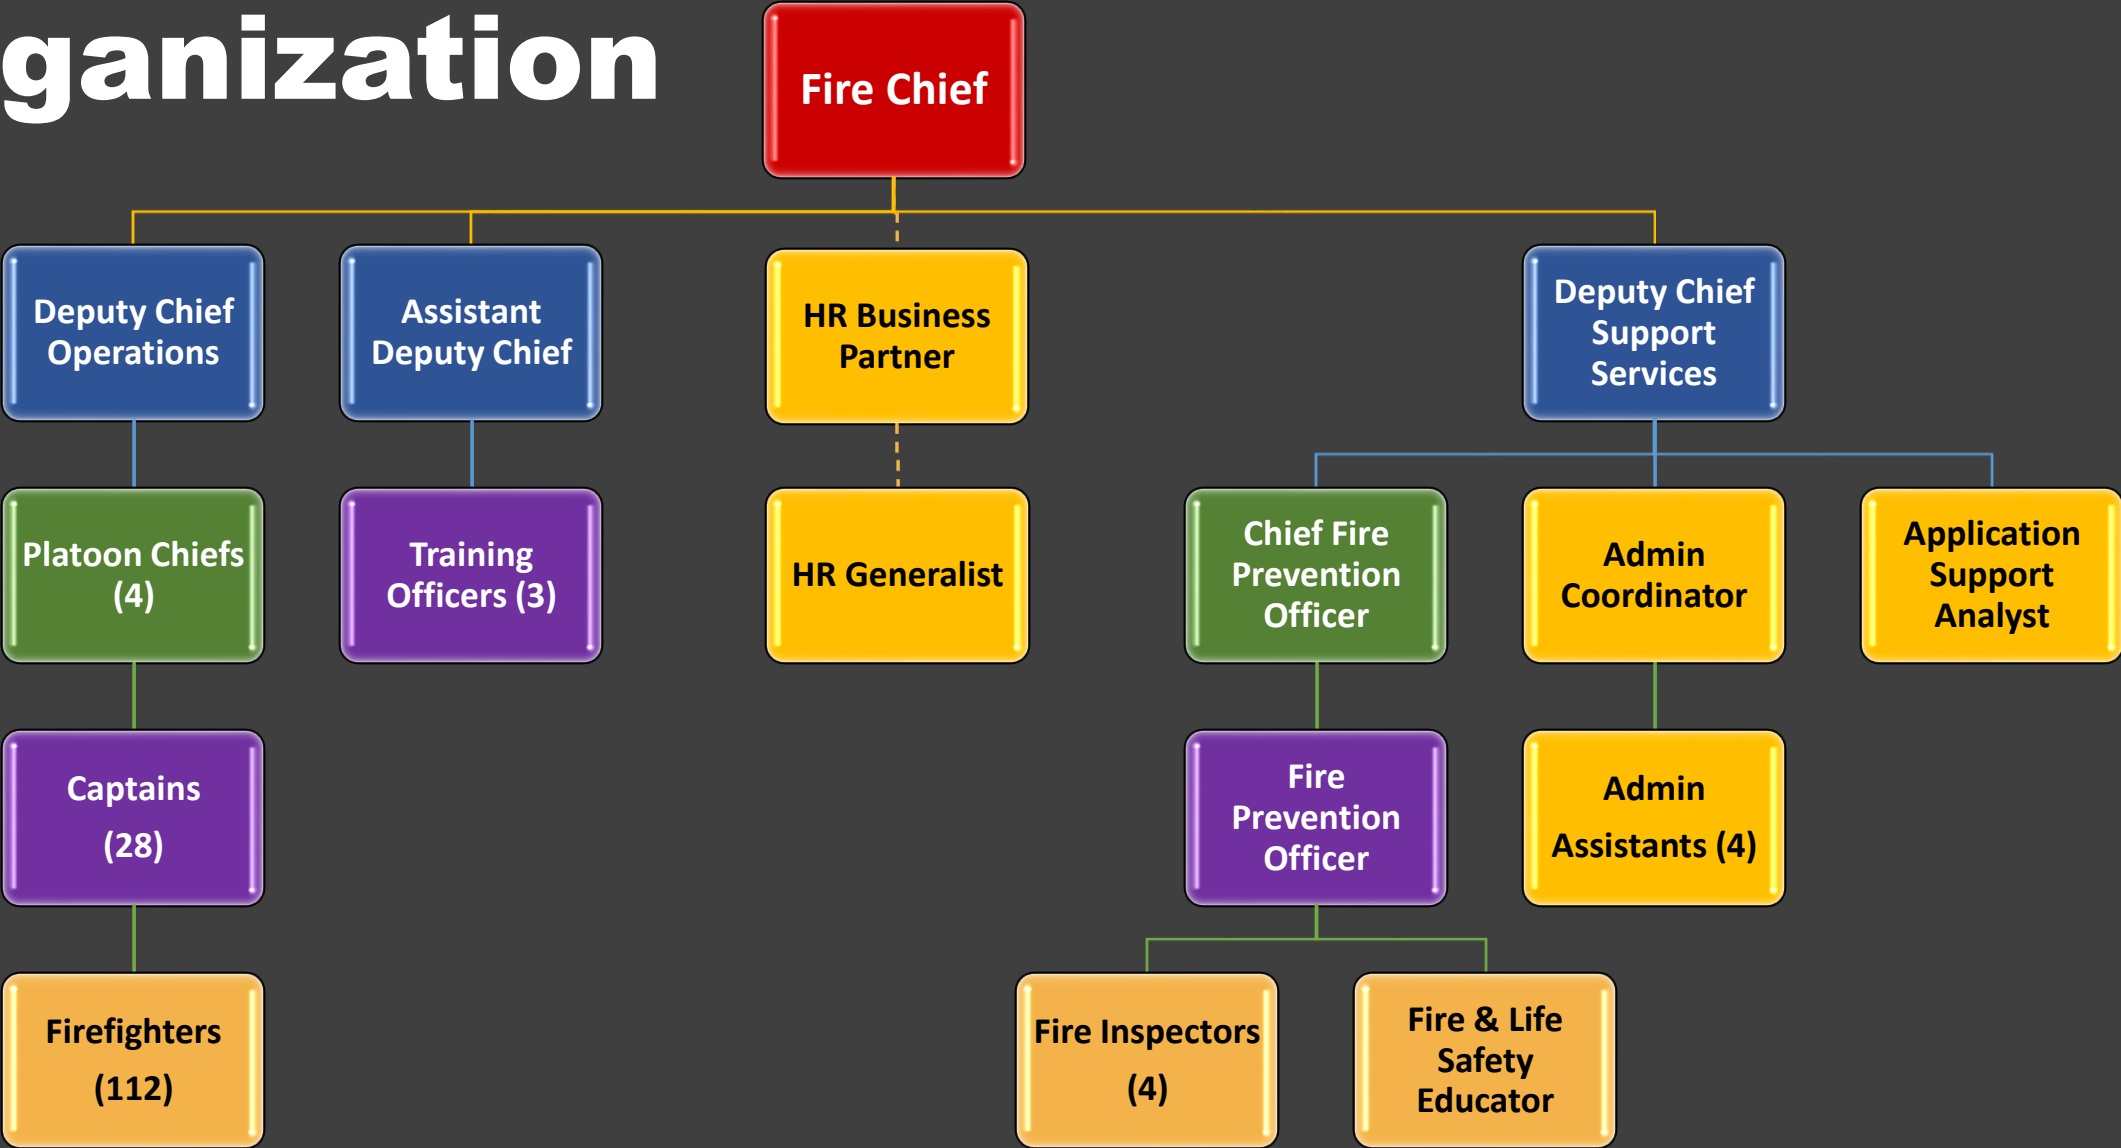 ganization
Fire Chief
Deputy Chief
Operations
Assistant
Deputy Chief
HR Business
Partner
Deputy Chief
Support
Services
Platoon Chiefs
(4)
Training
Officers (3)
HR Generalist
Chief Fire
Prevention
Officer
Admin
Coordinator
Application
Support
Analyst
Captains
(28)
Fire
Prevention
Officer
Admin
Assistants (4)
Firefighters
(112)
Fire Inspectors
(4)
Fire & Life
Safety
Educator